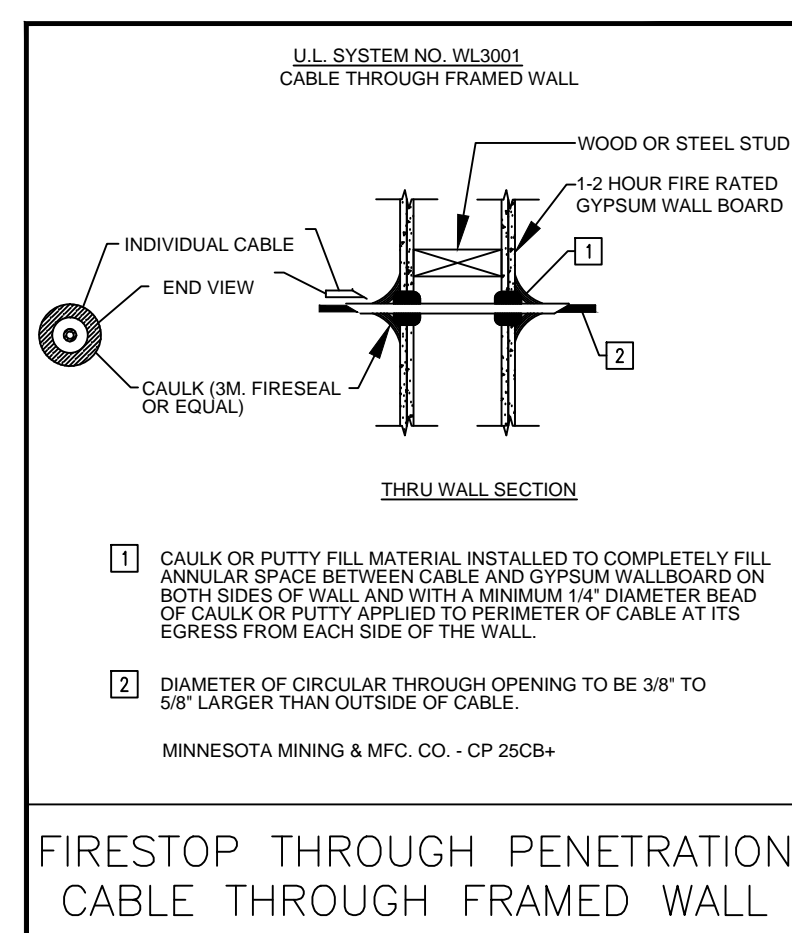 U.L. SYSTEM NO. WL3001
CABLE THROUGH FRAMED WALL
WOOD OR STEEL STUD
1-2 HOUR FIRE RATED
GYPSUM WALL BOARD
1
INDIVIDUAL CABLE
END VIEW
2
CAULK (3M. FIRESEAL
OR EQUAL)
THRU WALL SECTION
1 CAULK OR PUTTY FILL MATERIAL INSTALLED TO COMPLETELY FILL
ANNULAR SPACE BETWEEN CABLE AND GYPSUM WALLBOARD ON
BOTH SIDES OF WALL AND WITH A MINIMUM 1/4" DIAMETER BEAD
OF CAULK OR PUTTY APPLIED TO PERIMETER OF CABLE AT ITS
EGRESS FROM EACH SIDE OF THE WALL.
2 DIAMETER OF CIRCULAR THROUGH OPENING TO BE 3/8" TO
5/8" LARGER THAN OUTSIDE OF CABLE.
MINNESOTA MINING & MFC. CO. - CP 25CB+
FIRESTOP THROUGH PENETRATION
CABLE THROUGH FRAMED WALL